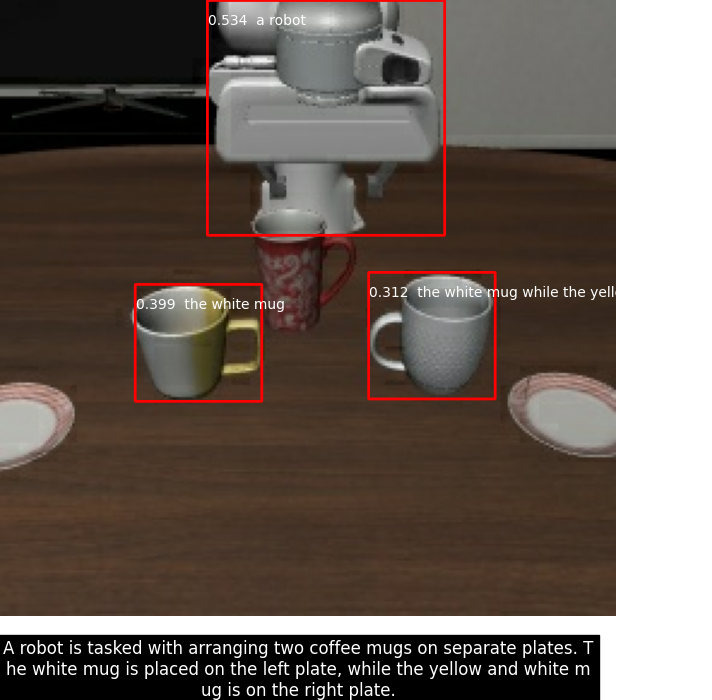 0.534 a robot
0.399 the white mug
0.312 the white mug while the yell
A robot is tasked with arranging two coffee mugs on separate plates. T
he white mug is placed on the left plate, while the yellow and white m
ug is on the right plate.